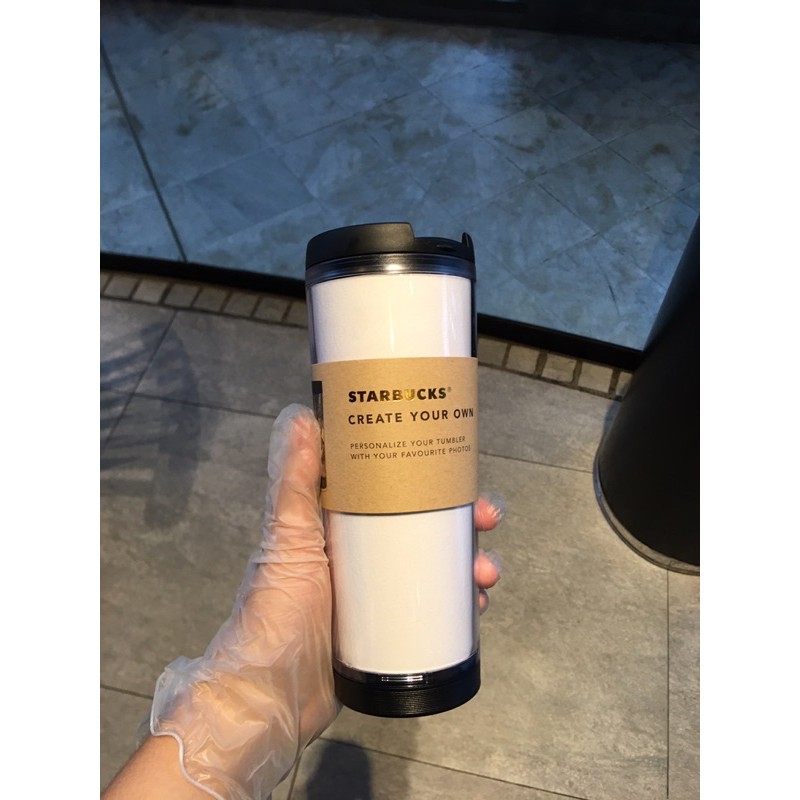 STARBUCKS®
CREATE YOUR OWN
PERSONALIZE YOUR TUMBLER
WITH YOUR FAVOURITE PHOTOS